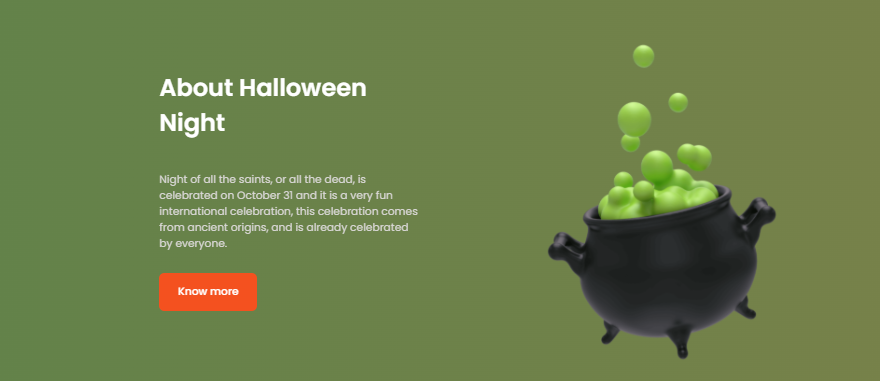 About Halloween
Night
Night of all the saints, or all the dead, is
celebrated on October 31 and it is a very fun
international celebration, this celebration comes
from ancient origins, and is already celebrated
by everyone.
Know more